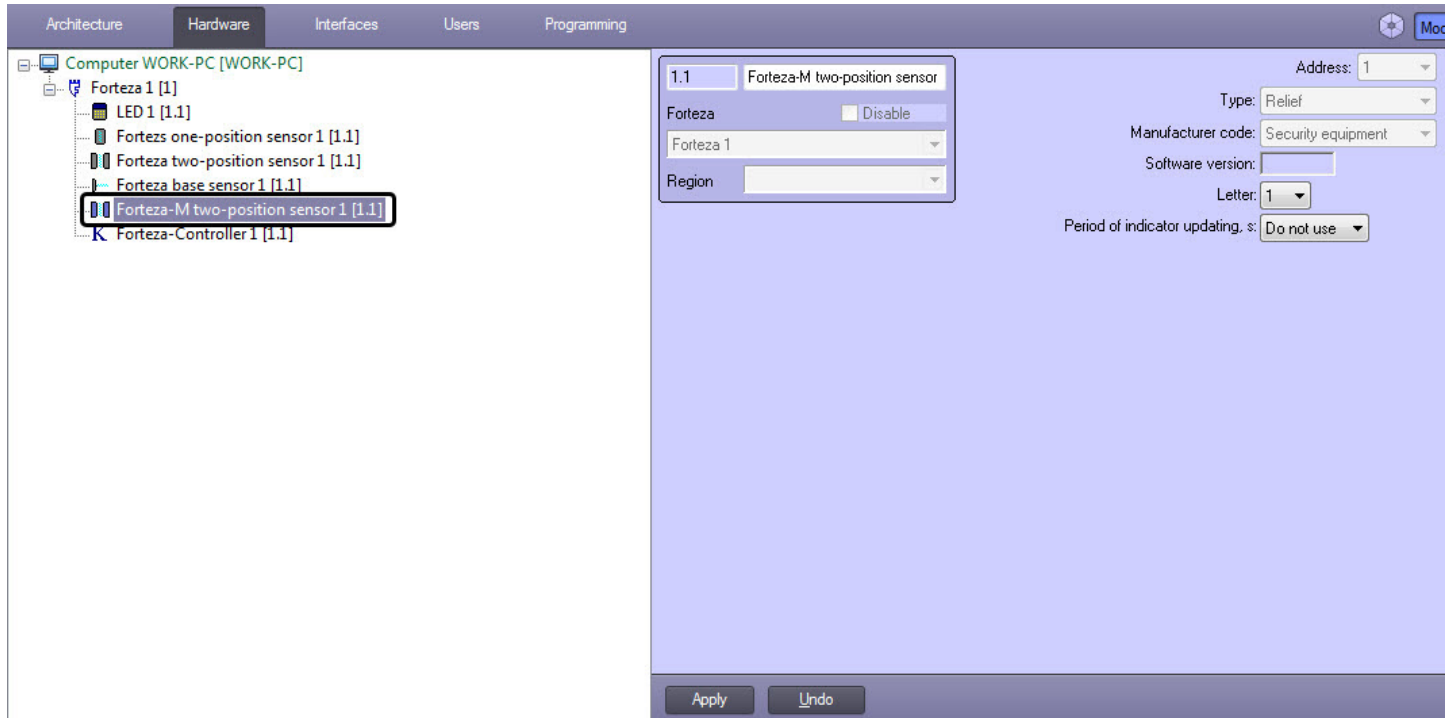 Architecture Hardware Interfaces Users Programming Mod
Computer WORK-PC [WORK-PC]
Forteza 1 [1]
LED 1 [1.1]
Fortezs one-position sensor 1 [1.1]
Forteza two-position sensor 1 [1.1]
Forteza base sensor 1 [1.1]
Forteza-M two-position sensor 1 [1.1]
K Forteza-Controller 1 [1.1]
1.1 Forteza-M two-position sensor
Forteza Disable
Forteza 1
Region
Address: 1
Type: Relief
Manufacturer code: Security equipment
Software version:
Letter: 1
Period of indicator updating, s: Do not use
Apply Undo